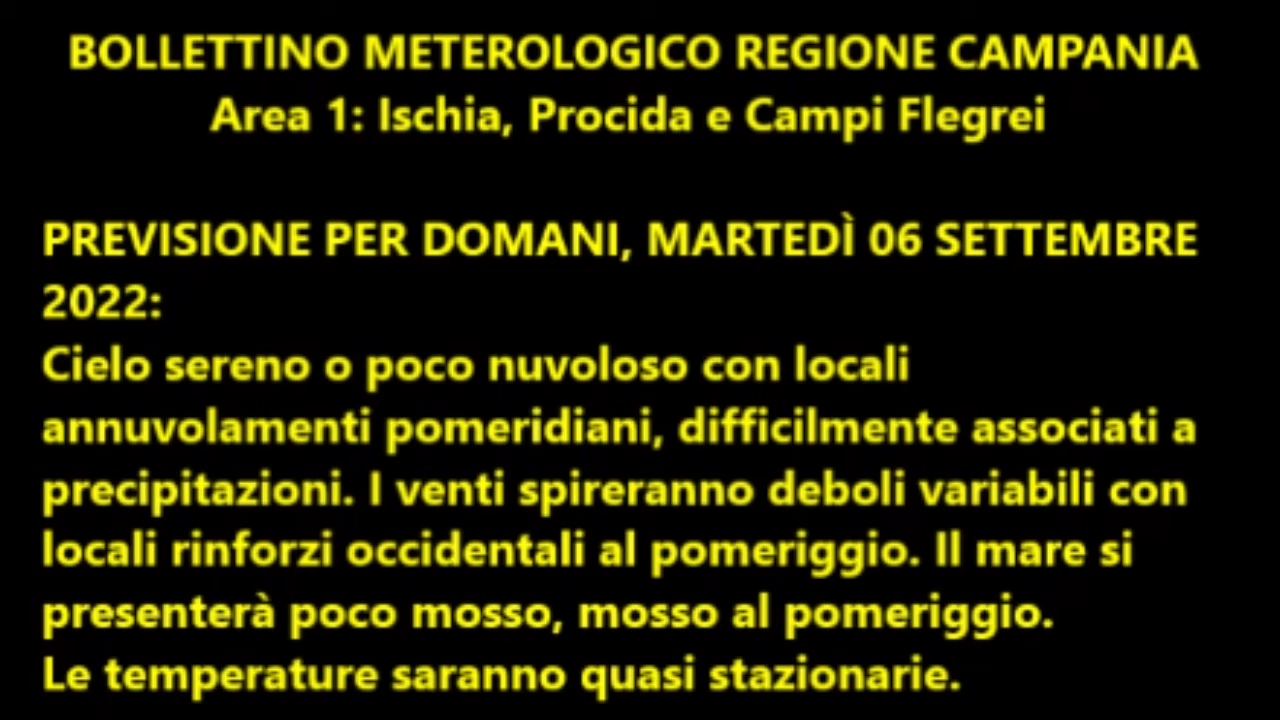 BOLLETTINO METEROLOGICO REGIONE CAMPANIA
Area 1: Ischia, Procida e Campi Flegrei
PREVISIONE PER DOMANI, MARTEDÌ 06 SETTEMBRE
2022:
Cielo sereno o poco nuvoloso con locali
annuvolamenti pomeridiani, difficilmente associati a
precipitazioni. I venti spireranno deboli variabili con
locali rinforzi occidentali al pomeriggio. Il mare si
presenterà poco mosso, mosso al pomeriggio.
Le temperature saranno quasi stazionarie.